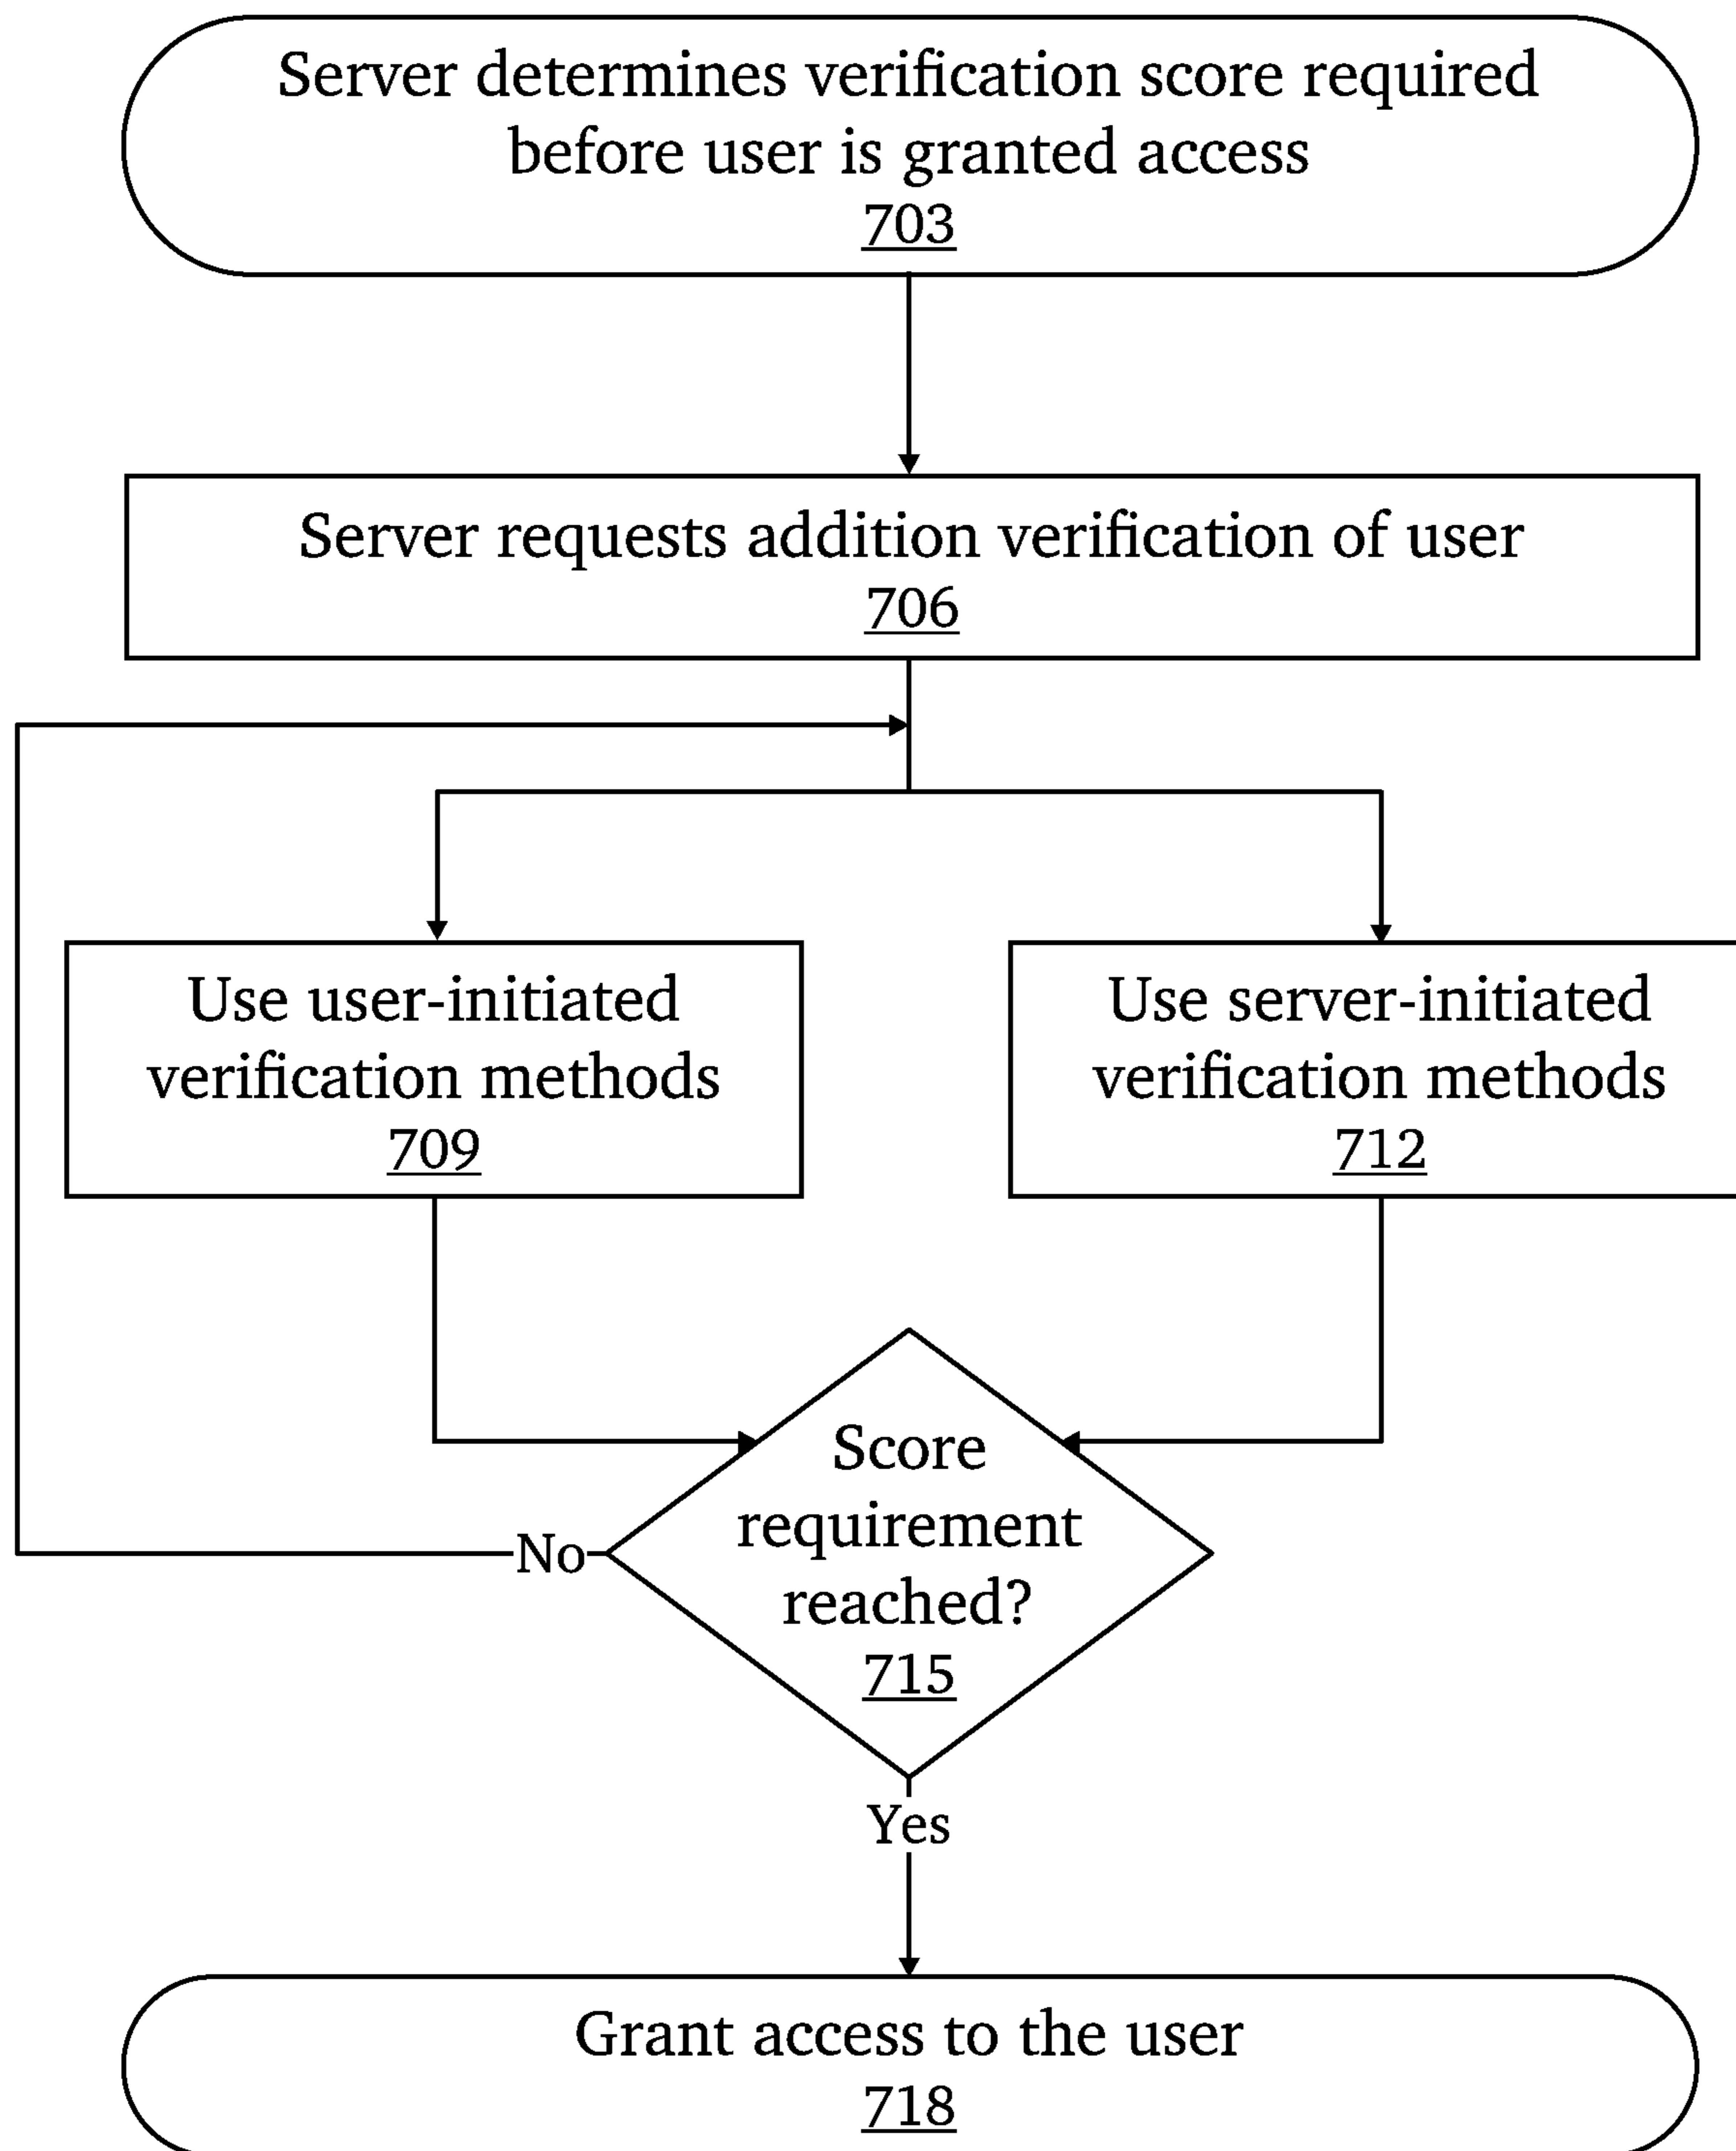 Server determines verification score required
before user is granted access
703
Server requests addition verification of user
706
Use user-initiated
verification methods
709
Use server-initiated
verification methods
712
Score
requirement
reached?
715
No
Yes
Grant access to the user
718